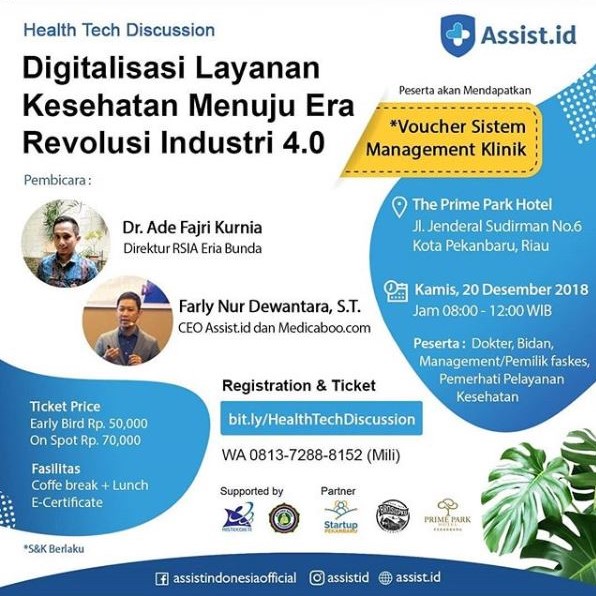 Health Tech Discussion
Assist.id
Digitalisasi Layanan
Kesehatan Menuju Era
Revolusi Industri 4.0
Peserta akan Mendapatkan
*Voucher Sistem
Management Klinik
Pembicara :
Dr. Ade Fajri Kurnia
Direktur RSIA Eria Bunda
Farly Nur Dewantara, S.T.
CEO Assist.id dan Medicaboo.com
The Prime Park Hotel
Jl. Jenderal Sudirman No.6
Kota Pekanbaru, Riau
Kamis, 20 Desember 2018
Jam 08:00 - 12:00 WIB
Peserta : Dokter, Bidan,
Management/Pemilik faskes,
Pemerhati Pelayanan
Kesehatan
Registration & Ticket
bit.ly/HealthTechDiscussion
WA 0813-7288-8152 (Mili)
Ticket Price
Early Bird Rp. 50,000
On Spot Rp. 70,000
Fasilitas
Coffe break + Lunch
E-Certificate
*S&K Berlaku
Supported by
Partner
Startup
PEKANBARU
PRIME PARK
HOTEL
PEKANBARU
assistindonesiaofficial
assistid
assist.id